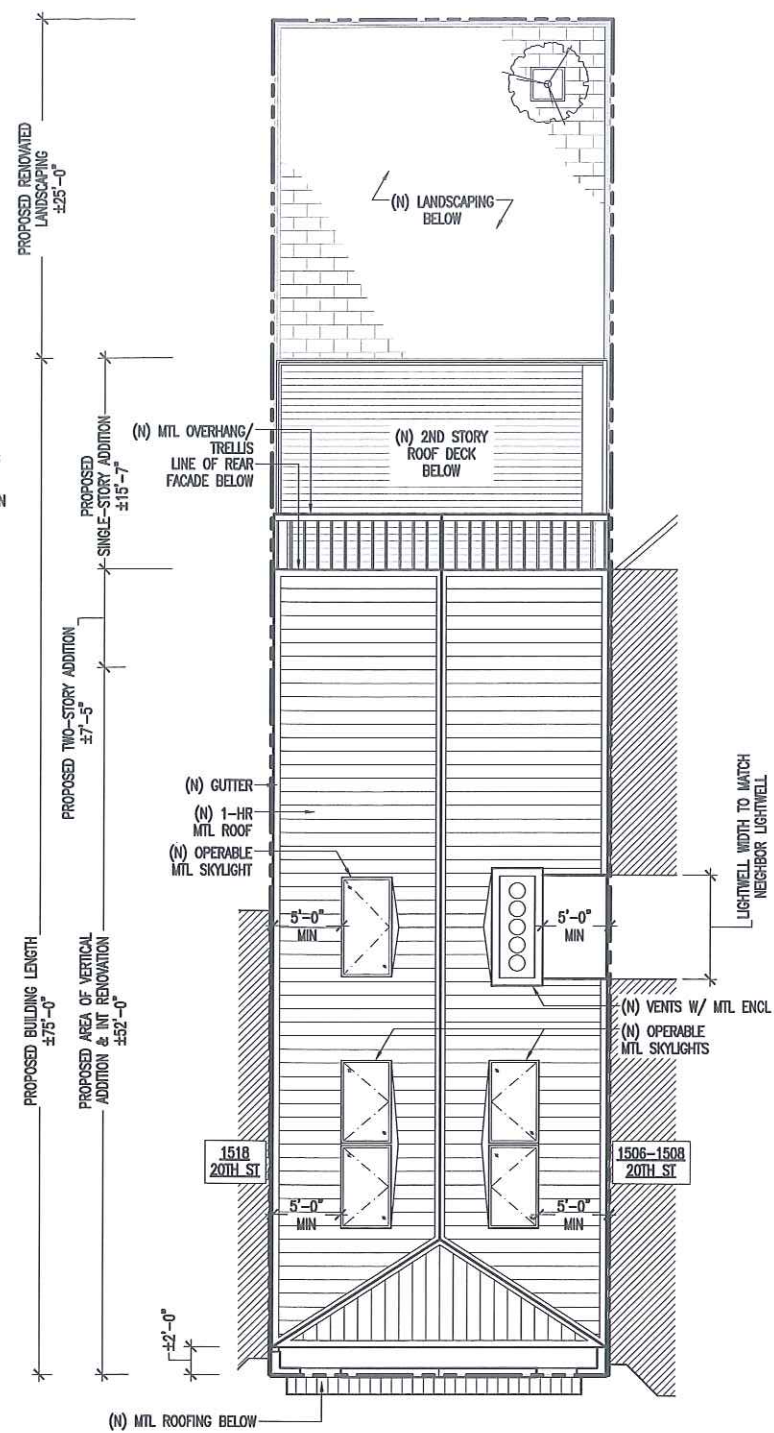 PROPOSED RENOVATED
LANDSCAPING
±25'-0"
(N) LANDSCAPING
BELOW
PROPOSED
SINGLE-STORY ADDITION
±15'-7"
N
(N) MTL OVERHANG/
TRELLIS
LINE OF REAR
FACADE BELOW
(N) 2ND STORY
ROOF DECK
BELOW
PROPOSED TWO-STORY ADDITION
±7'-5"
(N) GUTTER
(N) 1-HR
MTL ROOF
(N) OPERABLE
MTL SKYLIGHT
LIGHTWELL WIDTH TO MATCH
NEIGHBOR LIGHTWELL
5'-0"
MIN
5'-0"
MIN
(N) VENTS W/ MTL ENCL
(N) OPERABLE
MTL SKYLIGHTS
PROPOSED BUILDING LENGTH
±75'-0"
PROPOSED AREA OF VERTICAL
ADDITION & INT RENOVATION
±52'-0"
1518
20TH ST
1506-1508
20TH ST
5'-0"
MIN
5'-0"
MIN
±2'-0"
(N) MTL ROOFING BELOW